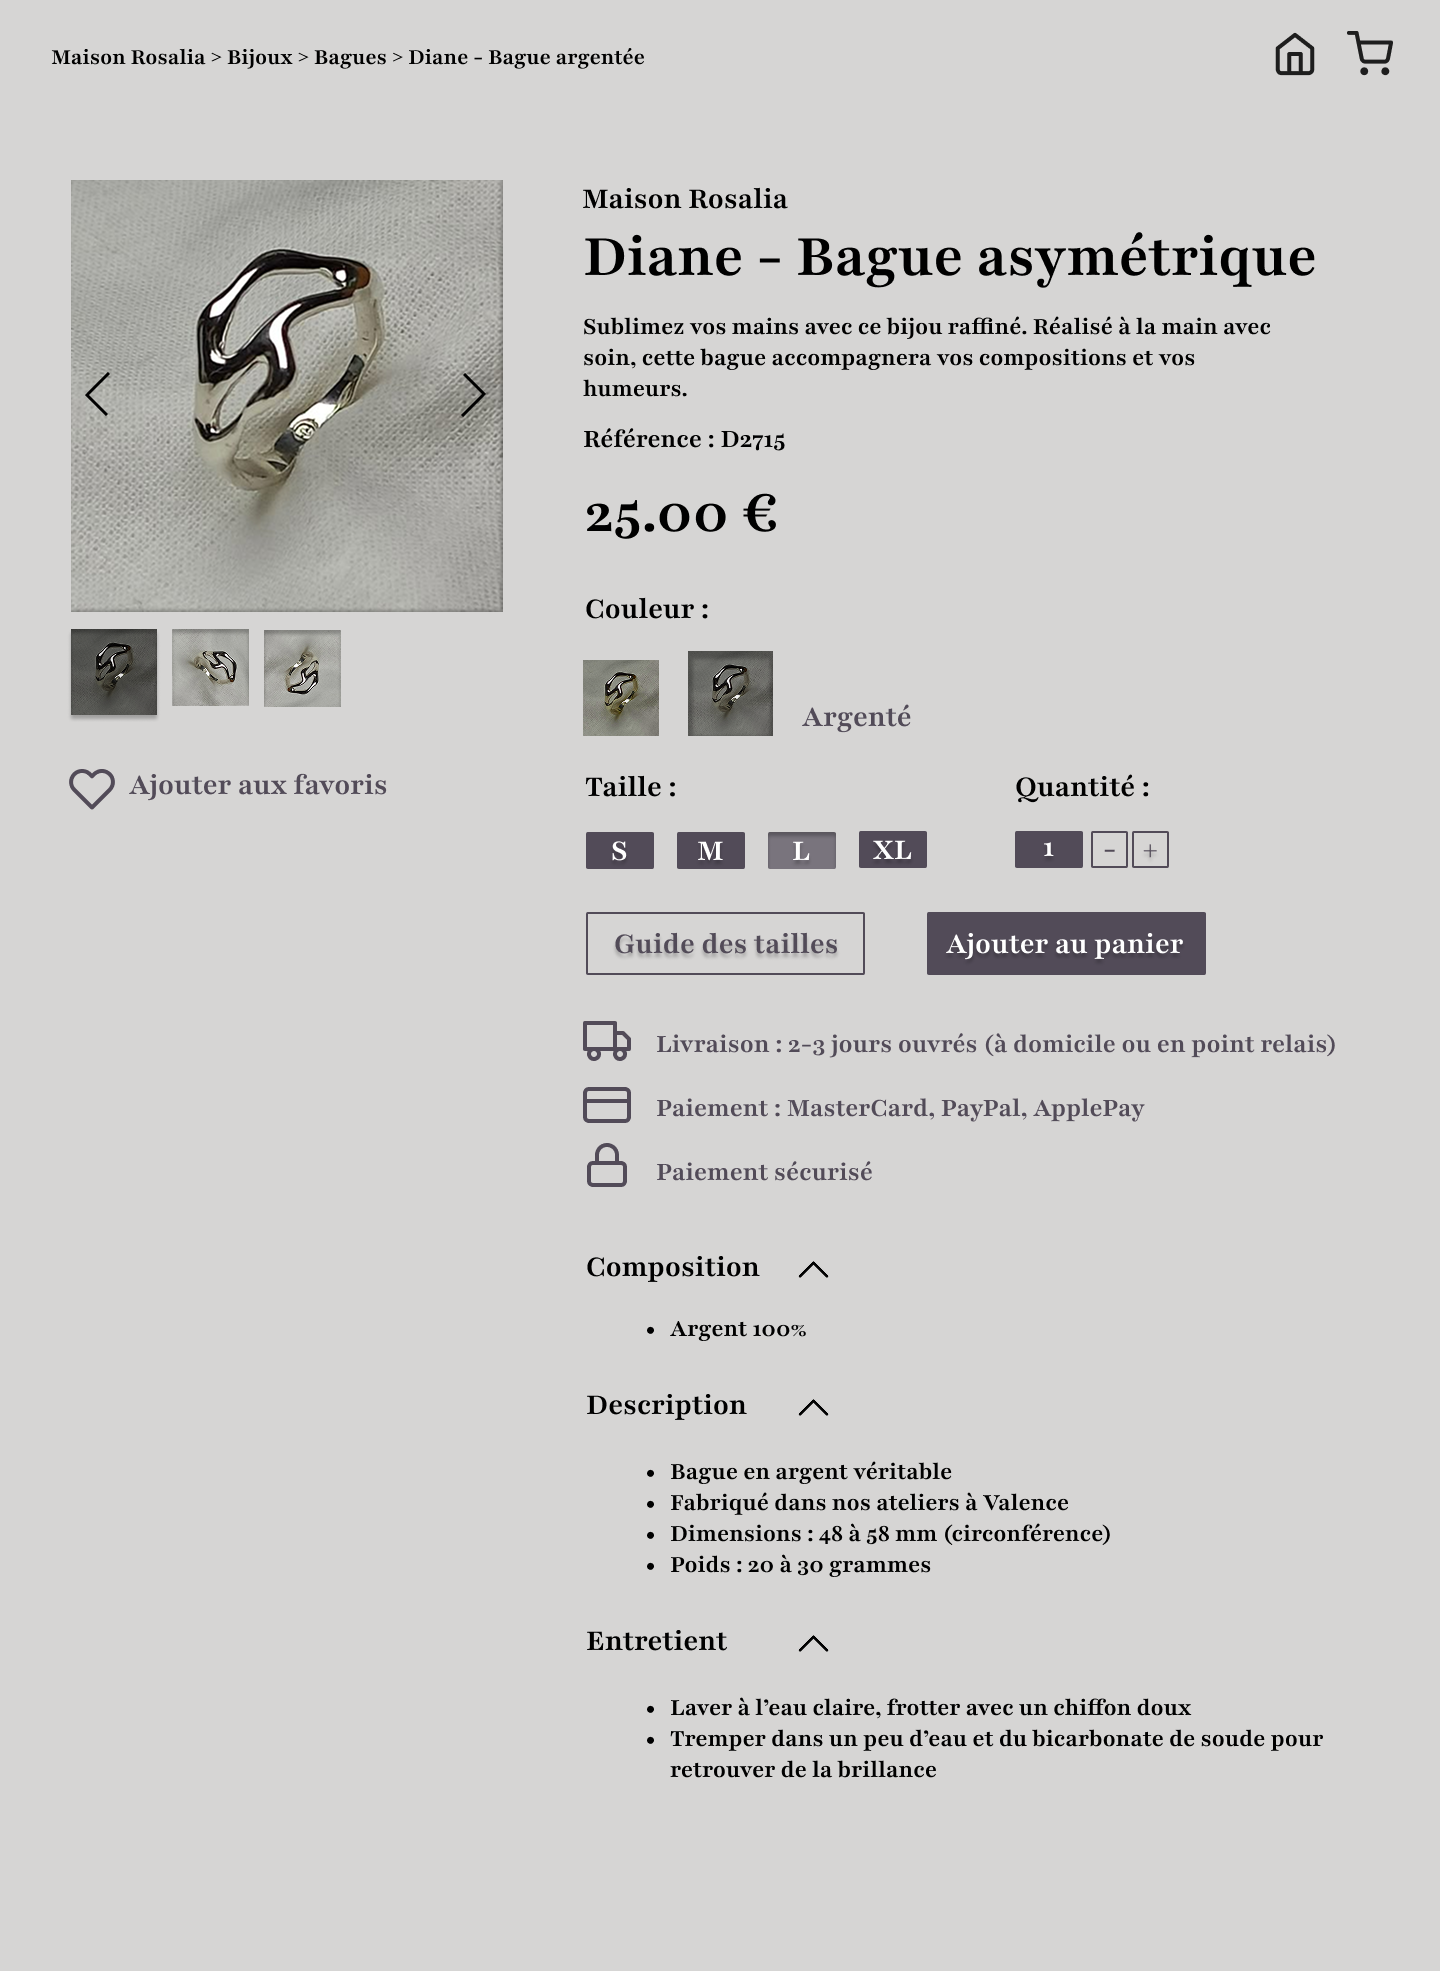 Maison Rosalia > Bijoux > Bagues > Diane - Bague argentée
Maison Rosalia
Diane - Bague asymétrique
Sublimez vos mains avec ce bijou raffiné. Réalisé à la main avec
soin, cette bague accompagnera vos compositions et vos
humeurs.
Référence : D2715
25.00 €
Couleur :
Argenté
Ajouter aux favoris
Taille :
Quantité :
S M L XL
1 - +
Guide des tailles
Ajouter au panier
Livraison : 2-3 jours ouvrés (à domicile ou en point relais)
Paiement : MasterCard, PayPal, ApplePay
Paiement sécurisé
Composition
• Argent 100%
Description
• Bague en argent véritable
• Fabriqué dans nos ateliers à Valence
• Dimensions : 48 à 58 mm (circonférence)
• Poids : 20 à 30 grammes
Entretient
• Laver à l’eau claire, frotter avec un chiffon doux
• Tremper dans un peu d’eau et du bicarbonate de soude pour
retrouver de la brillance